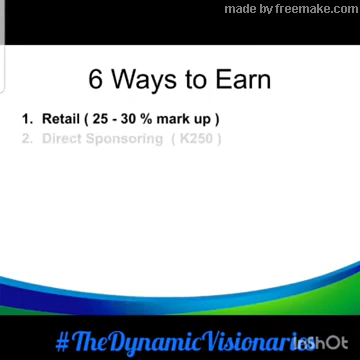 made by freemake.com
6 Ways to Earn
1. Retail ( 25 - 30 % mark up )
2. Direct Sponsoring ( K250 )
#TheDynamicVisionaries
InShot